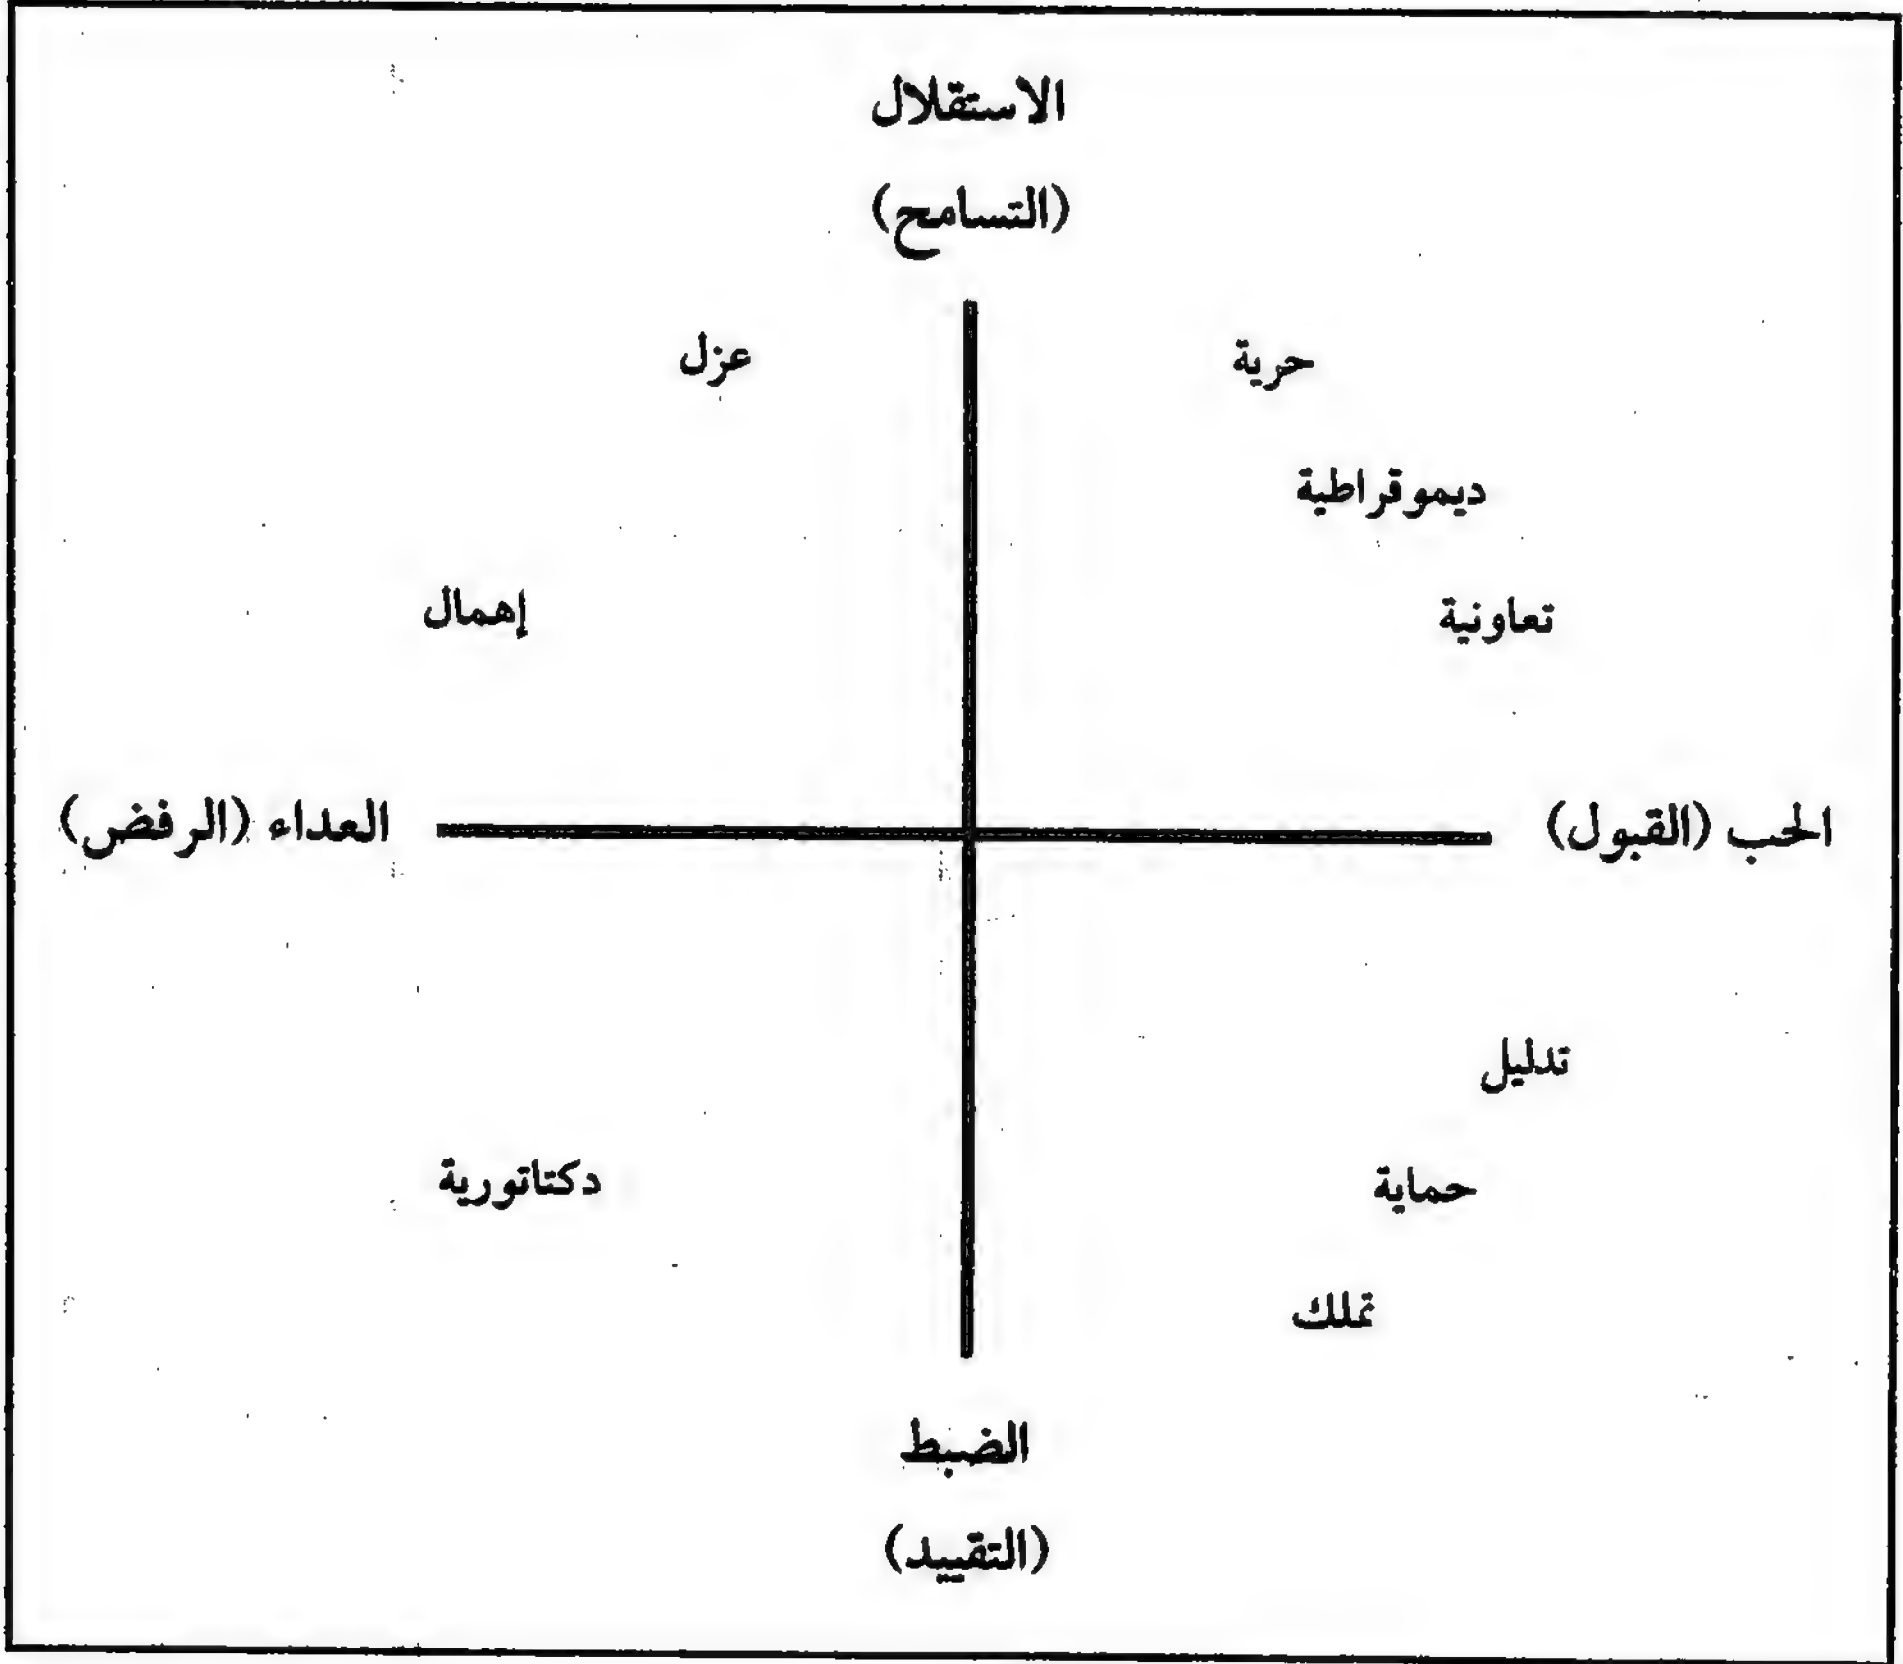 الاستقلال
(التسامح)
حرية
عزل
ديموقراطية
تعاونية
إهمال
الحب (القبول)
العداء (الرفض)
تدليل
حماية
دكتاتورية
تملك
الضبط
(التقييد)